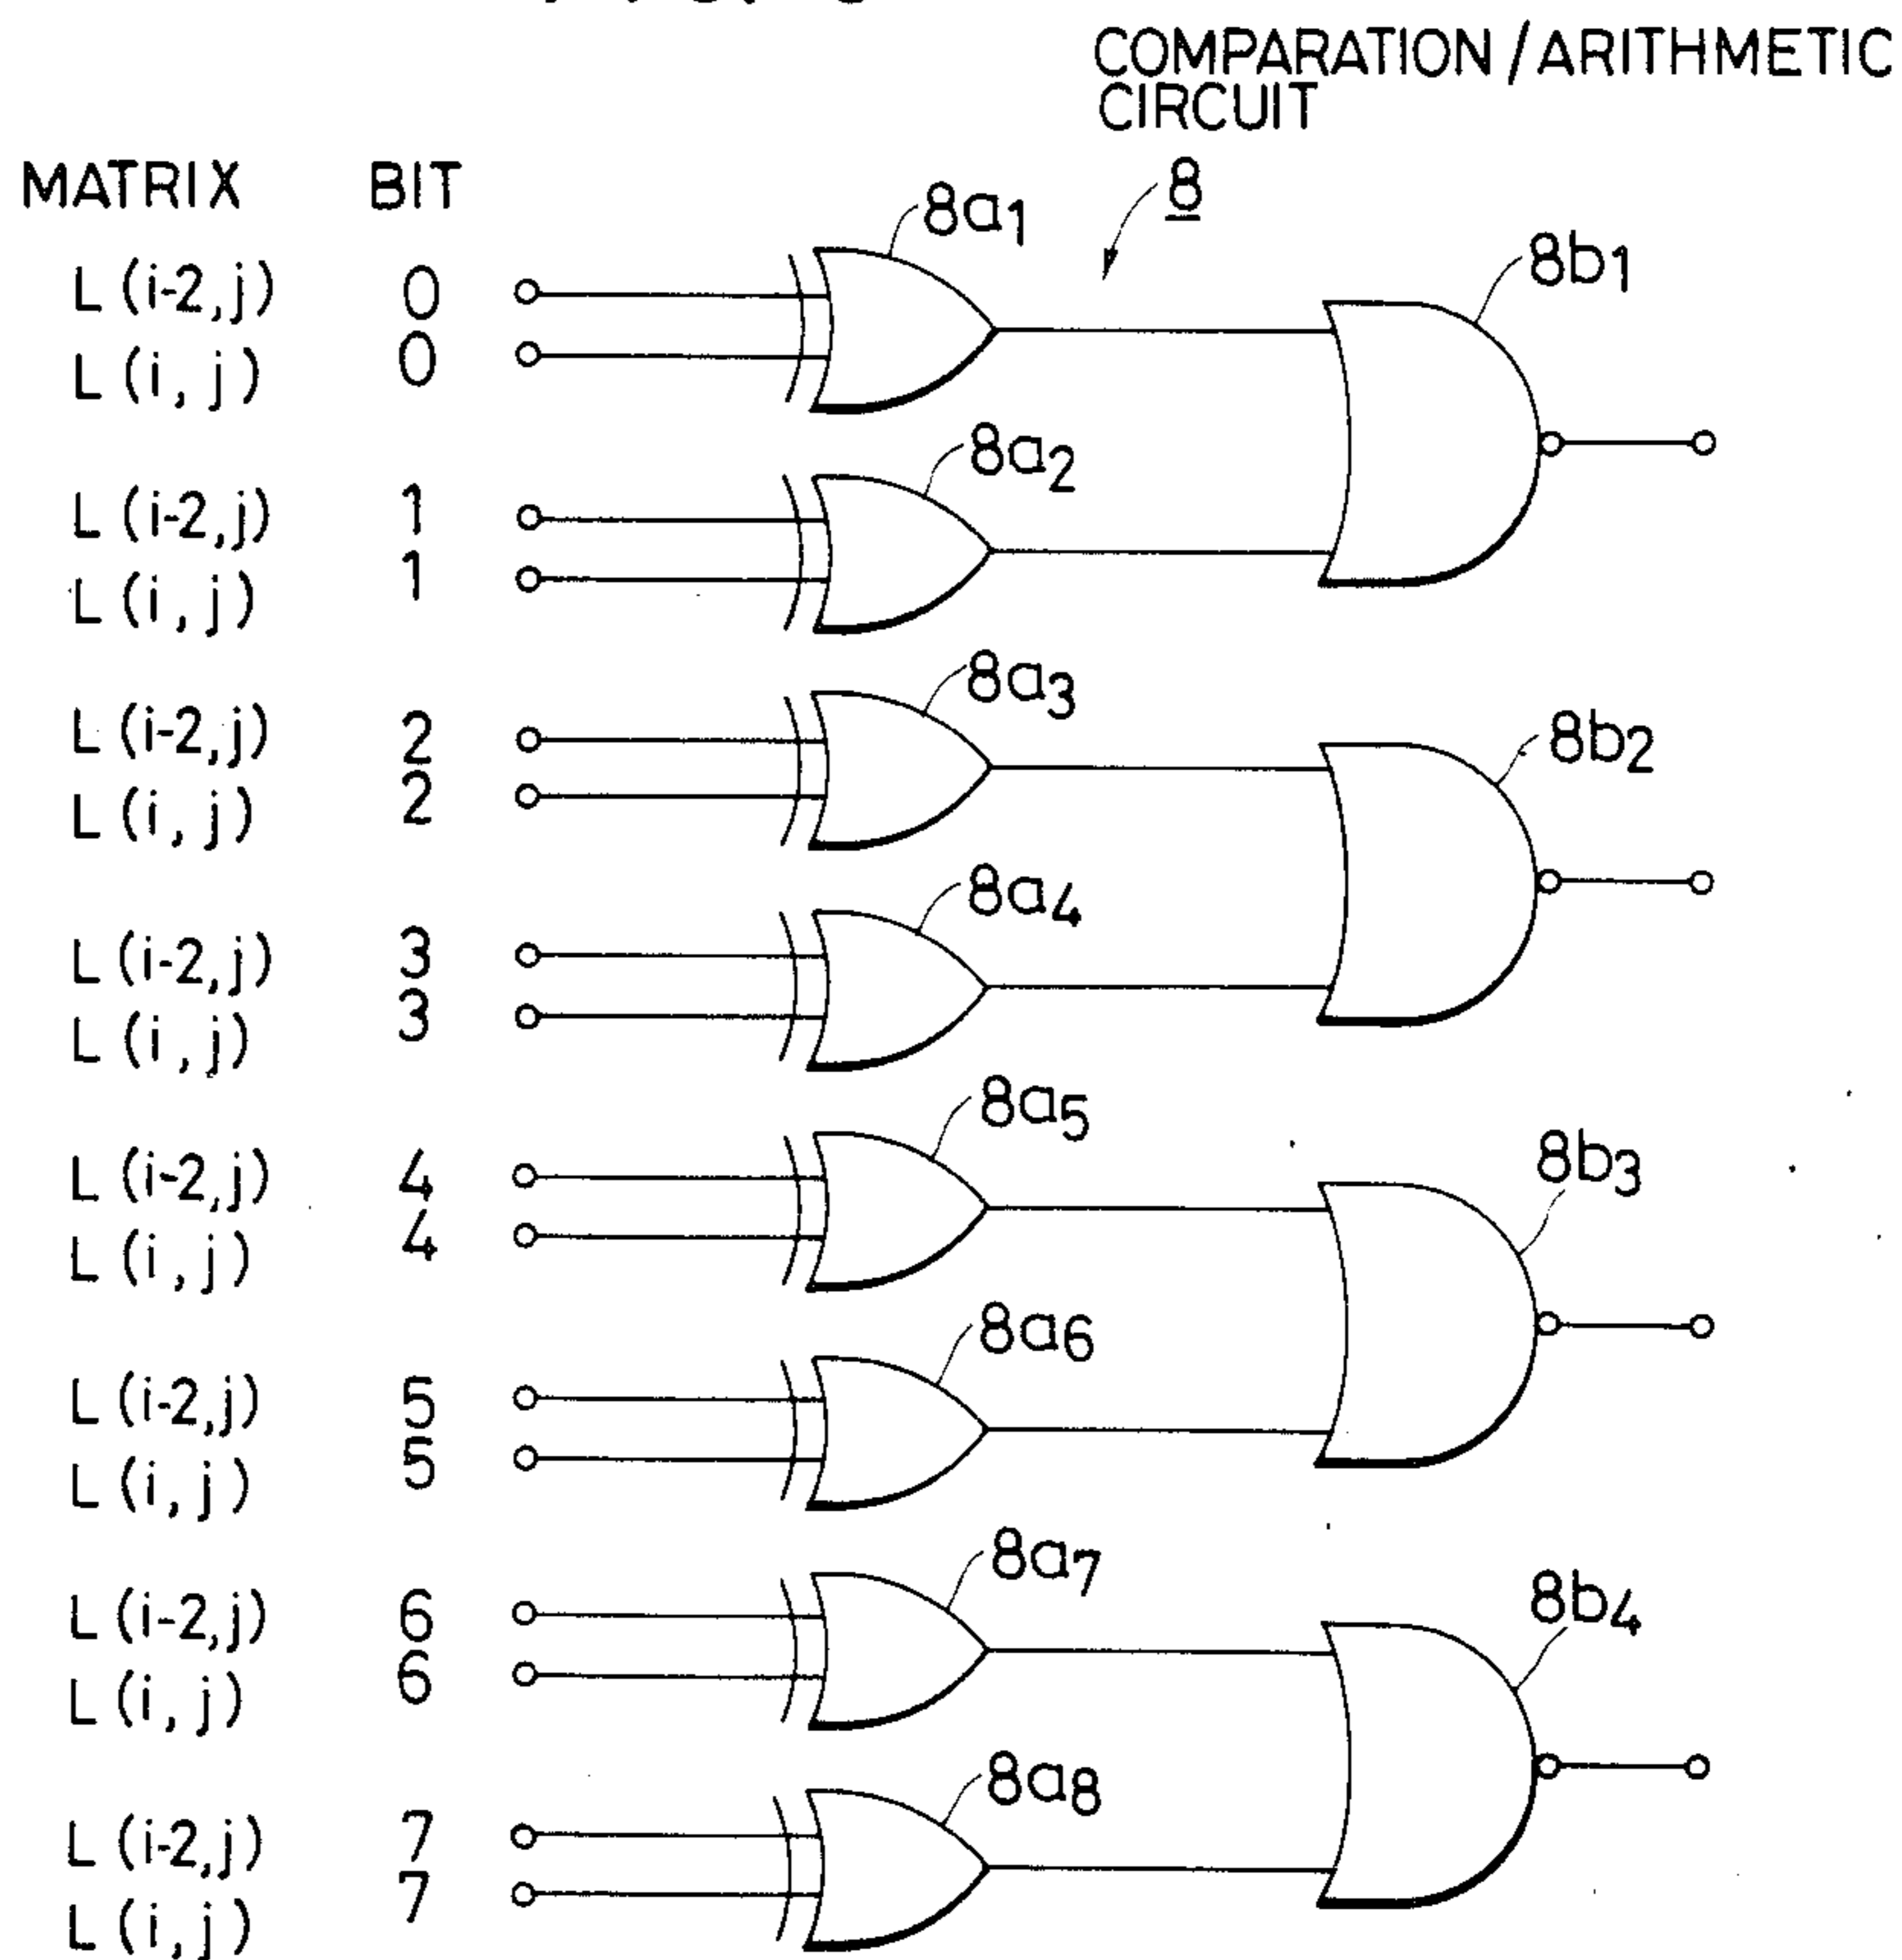 COMPARATION/ARITHMETIC
CIRCUIT
8
MATRIX BIT
8a1
L(i-2,j) 0
L(i,j) 0
8b1
8a2
L(i-2,j) 1
L(i,j) 1
8a3
L(i-2,j) 2
L(i,j) 2
8b2
8a4
L(i-2,j) 3
L(i,j) 3
8a5
L(i-2,j) 4
L(i,j) 4
8b3
8a6
L(i-2,j) 5
L(i,j) 5
8a7
L(i-2,j) 6
L(i,j) 6
8b4
8a8
L(i-2,j) 7
L(i,j) 7